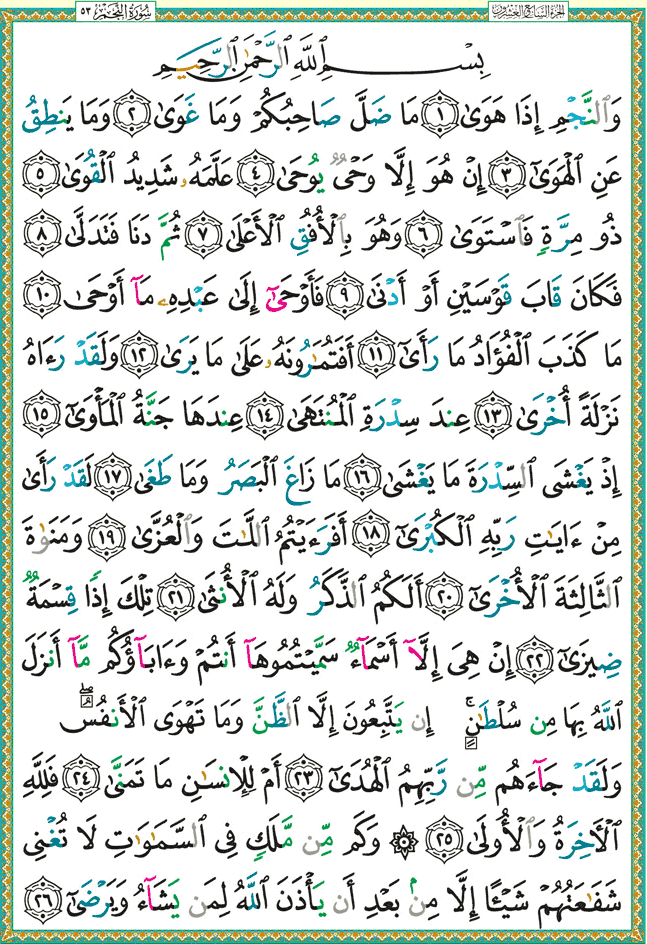 سُورَةُ النَّجْمِ ٥٣ الجزء السابع والعشرون
بِسْمِ ٱللَّهِ ٱلرَّحْمَٰنِ ٱلرَّحِيمِ
وَٱلنَّجْمِ إِذَا هَوَىٰ ١ مَا ضَلَّ صَاحِبُكُمْ وَمَا غَوَىٰ ٢ وَمَا يَنطِقُ
عَنِ ٱلْهَوَىٰٓ ٣ إِنْ هُوَ إِلَّا وَحْىٌ يُوحَىٰ ٤ عَلَّمَهُۥ شَدِيدُ ٱلْقُوَىٰ ٥
ذُو مِرَّةٍ فَٱسْتَوَىٰ ٦ وَهُوَ بِٱلْأُفُقِ ٱلْأَعْلَىٰ ٧ ثُمَّ دَنَا فَتَدَلَّىٰ ٨
فَكَانَ قَابَ قَوْسَيْنِ أَوْ أَدْنَىٰ ٩ فَأَوْحَىٰٓ إِلَىٰ عَبْدِهِۦ مَآ أَوْحَىٰ ١٠
مَا كَذَبَ ٱلْفُؤَادُ مَا رَأَىٰٓ ١١ أَفَتُمَٰرُونَهُۥ عَلَىٰ مَا يَرَىٰ ١٢ وَلَقَدْ رَءَاهُ
نَزْلَةً أُخْرَىٰ ١٣ عِندَ سِدْرَةِ ٱلْمُنتَهَىٰ ١٤ عِندَهَا جَنَّةُ ٱلْمَأْوَىٰٓ ١٥
إِذْ يَغْشَى ٱلسِّدْرَةَ مَا يَغْشَىٰ ١٦ مَا زَاغَ ٱلْبَصَرُ وَمَا طَغَىٰ ١٧ لَقَدْ رَأَىٰ
مِنْ ءَايَٰتِ رَبِّهِ ٱلْكُبْرَىٰٓ ١٨ أَفَرَءَيْتُمُ ٱللَّٰتَ وَٱلْعُزَّىٰ ١٩ وَمَنَوٰةَ
ٱلثَّالِثَةَ ٱلْأُخْرَىٰٓ ٢٠ أَلَكُمُ ٱلذَّكَرُ وَلَهُ ٱلْأُنثَىٰ ٢١ تِلْكَ إِذًا قِسْمَةٌ
ضِيزَىٰٓ ٢٢ إِنْ هِىَ إِلَّآ أَسْمَآءٌ سَمَّيْتُمُوهَآ أَنتُمْ وَءَابَآؤُكُم مَّآ أَنزَلَ
ٱللَّهُ بِهَا مِن سُلْطَٰنٍ ۚ إِن يَتَّبِعُونَ إِلَّا ٱلظَّنَّ وَمَا تَهْوَى ٱلْأَنفُسُ ۖ
وَلَقَدْ جَآءَهُم مِّن رَّبِّهِمُ ٱلْهُدَىٰٓ ٢٣ أَمْ لِلْإِنسَٰنِ مَا تَمَنَّىٰ ٢٤ فَلِلَّهِ
ٱلْءَاخِرَةُ وَٱلْأُولَىٰ ٢٥ ۞ وَكَم مِّن مَّلَكٍ فِى ٱلسَّمَٰوَٰتِ لَا تُغْنِى
شَفَٰعَتُهُمْ شَيْـًٔا إِلَّا مِنۢ بَعْدِ أَن يَأْذَنَ ٱللَّهُ لِمَن يَشَآءُ وَيَرْضَىٰٓ ٢٦